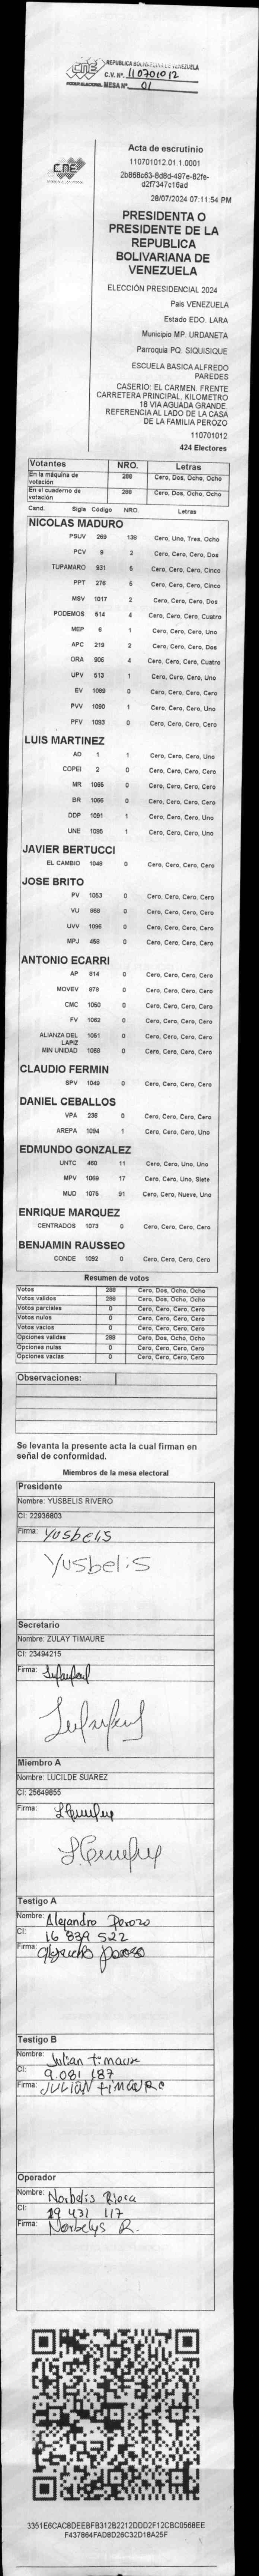 CNE
REPUBLICA BOLIVARIANA DE VENEZUELA
C.V. Nº. 110701012
PODER ELECTORAL MESA Nº 01
CNE
Acta de escrutinio
110701012.01.1.0001
2b868c63-8d8d-497e-82fe-
d2f7347c16ad
28/07/2024 07:11:54 PM
PRESIDENTA O
PRESIDENTE DE LA
REPUBLICA
BOLIVARIANA DE
VENEZUELA
ELECCIÓN PRESIDENCIAL 2024
Pais VENEZUELA
Estado EDO. LARA
Municipio MP. URDANETA
Parroquia PQ. SIQUISIQUE
ESCUELA BASICA ALFREDO
PAREDES
CASERIO: EL CARMEN. FRENTE
CARRETERA PRINCIPAL, KILOMETRO
18 VIA AGUADA GRANDE
REFERENCIA AL LADO DE LA CASA
DE LA FAMILIA PEROZO
110701012
424 Electores
Votantes NRO. Letras
En la máquina de votación 288 Cero, Dos, Ocho, Ocho
En el cuaderno de votación 288 Cero, Dos, Ocho, Ocho
Cand. Sigla Código NRO. Letras
NICOLAS MADURO
PSUV 269 138 Cero, Uno, Tres, Ocho
PCV 9 2 Cero, Cero, Cero, Dos
TUPAMARO 931 5 Cero, Cero, Cero, Cinco
PPT 276 5 Cero, Cero, Cero, Cinco
MSV 1017 2 Cero, Cero, Cero, Dos
PODEMOS 514 4 Cero, Cero, Cero, Cuatro
MEP 6 1 Cero, Cero, Cero, Uno
APC 219 2 Cero, Cero, Cero, Dos
ORA 906 4 Cero, Cero, Cero, Cuatro
UPV 513 1 Cero, Cero, Cero, Uno
EV 1089 0 Cero, Cero, Cero, Cero
PVV 1090 1 Cero, Cero, Cero, Uno
PFV 1093 0 Cero, Cero, Cero, Cero
LUIS MARTINEZ
AD 1 1 Cero, Cero, Cero, Uno
COPEI 2 0 Cero, Cero, Cero, Cero
MR 1055 0 Cero, Cero, Cero, Cero
BR 1066 0 Cero, Cero, Cero, Cero
DDP 1091 1 Cero, Cero, Cero, Uno
UNE 1095 1 Cero, Cero, Cero, Uno
JAVIER BERTUCCI
EL CAMBIO 1048 0 Cero, Cero, Cero, Cero
JOSE BRITO
PV 1053 0 Cero, Cero, Cero, Cero
VU 868 0 Cero, Cero, Cero, Cero
UVV 1096 0 Cero, Cero, Cero, Cero
MPJ 458 0 Cero, Cero, Cero, Cero
ANTONIO ECARRI
AP 814 0 Cero, Cero, Cero, Cero
MOVEV 878 0 Cero, Cero, Cero, Cero
CMC 1050 0 Cero, Cero, Cero, Cero
FV 1062 0 Cero, Cero, Cero, Cero
ALIANZA DEL LAPIZ 1051 0 Cero, Cero, Cero, Cero
MIN UNIDAD 1088 0 Cero, Cero, Cero, Cero
CLAUDIO FERMIN
SPV 1049 0 Cero, Cero, Cero, Cero
DANIEL CEBALLOS
VPA 236 0 Cero, Cero, Cero, Cero
AREPA 1094 1 Cero, Cero, Cero, Uno
EDMUNDO GONZALEZ
UNTC 460 11 Cero, Cero, Uno, Uno
MPV 1069 17 Cero, Cero, Uno, Siete
MUD 1075 91 Cero, Cero, Nueve, Uno
ENRIQUE MARQUEZ
CENTRADOS 1073 0 Cero, Cero, Cero, Cero
BENJAMIN RAUSSEO
CONDE 1092 0 Cero, Cero, Cero, Cero
Resumen de votos
Votos 288 Cero, Dos, Ocho, Ocho
Votos validos 288 Cero, Dos, Ocho, Ocho
Votos parciales 0 Cero, Cero, Cero, Cero
Votos nulos 0 Cero, Cero, Cero, Cero
Votos vacios 0 Cero, Cero, Cero, Cero
Opciones validas 288 Cero, Dos, Ocho, Ocho
Opciones nulas 0 Cero, Cero, Cero, Cero
Opciones vacias 0 Cero, Cero, Cero, Cero
Observaciones:
Se levanta la presente acta la cual firman en
señal de conformidad.
Miembros de la mesa electoral
Presidente
Nombre: YUSBELIS RIVERO
CI: 22936803
Firma: Yusbelis
Yusbelis
Secretario
Nombre: ZULAY TIMAURE
CI: 23494215
Firma:
Miembro A
Nombre: LUCILDE SUAREZ
CI: 25649855
Firma:
Testigo A
Nombre: Alejandro Perozo
CI: 16 839 522
Firma: Perozo
Testigo B
Nombre: Julian timaure
CI: 9.081 187
Firma: JULIAN timaure
Operador
Nombre: Norbelis Riera
CI: 19 431 117
Firma: Norbelys R.
3351E6CAC8DEEBFB312B2212DDD2F12CBC0568EE
F437864FAD8D26C32D18A25F